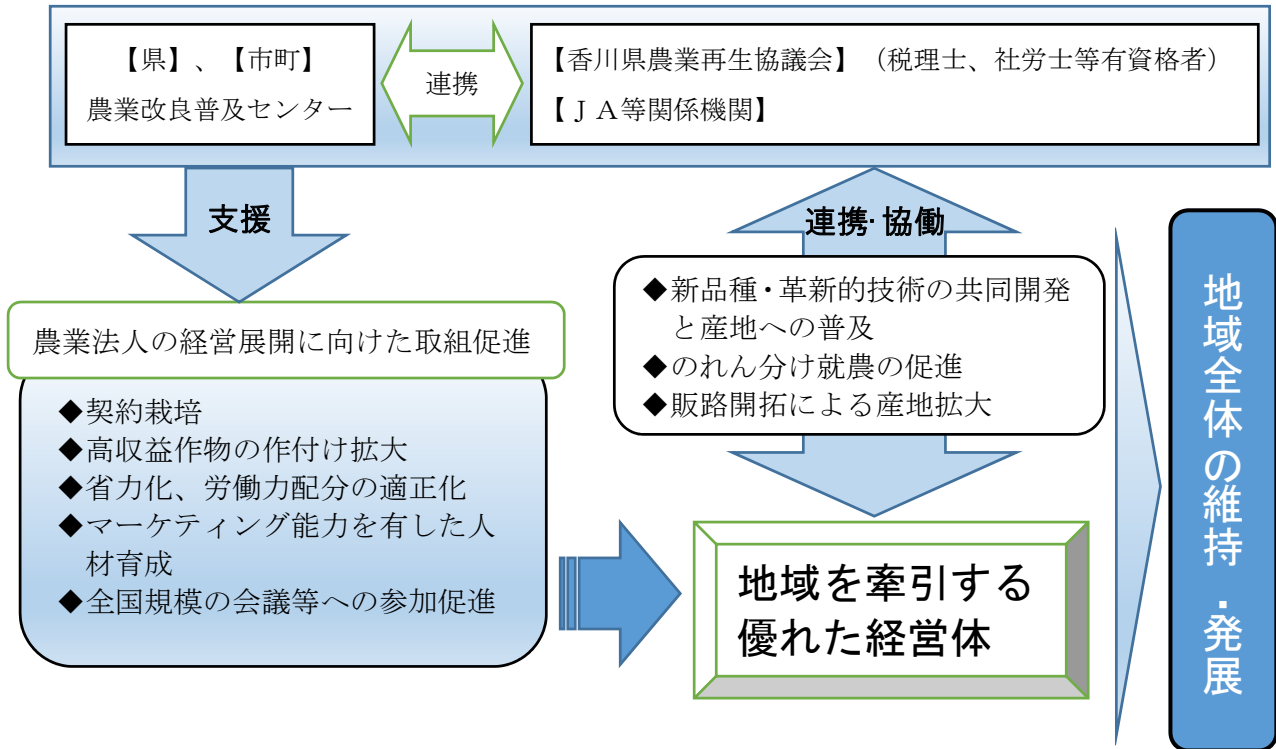 【県】、【市町】
農業改良普及センター
連携
【香川県農業再生協議会】（税理士、社労士等有資格者）
【ＪＡ等関係機関】
支援
連携・協働
農業法人の経営展開に向けた取組促進
◆契約栽培
◆高収益作物の作付け拡大
◆省力化、労働力配分の適正化
◆マーケティング能力を有した人
材育成
◆全国規模の会議等への参加促進
◆新品種・革新的技術の共同開発
と産地への普及
◆のれん分け就農の促進
◆販路開拓による産地拡大
地域を牽引する
優れた経営体
地域全体の維持・発展